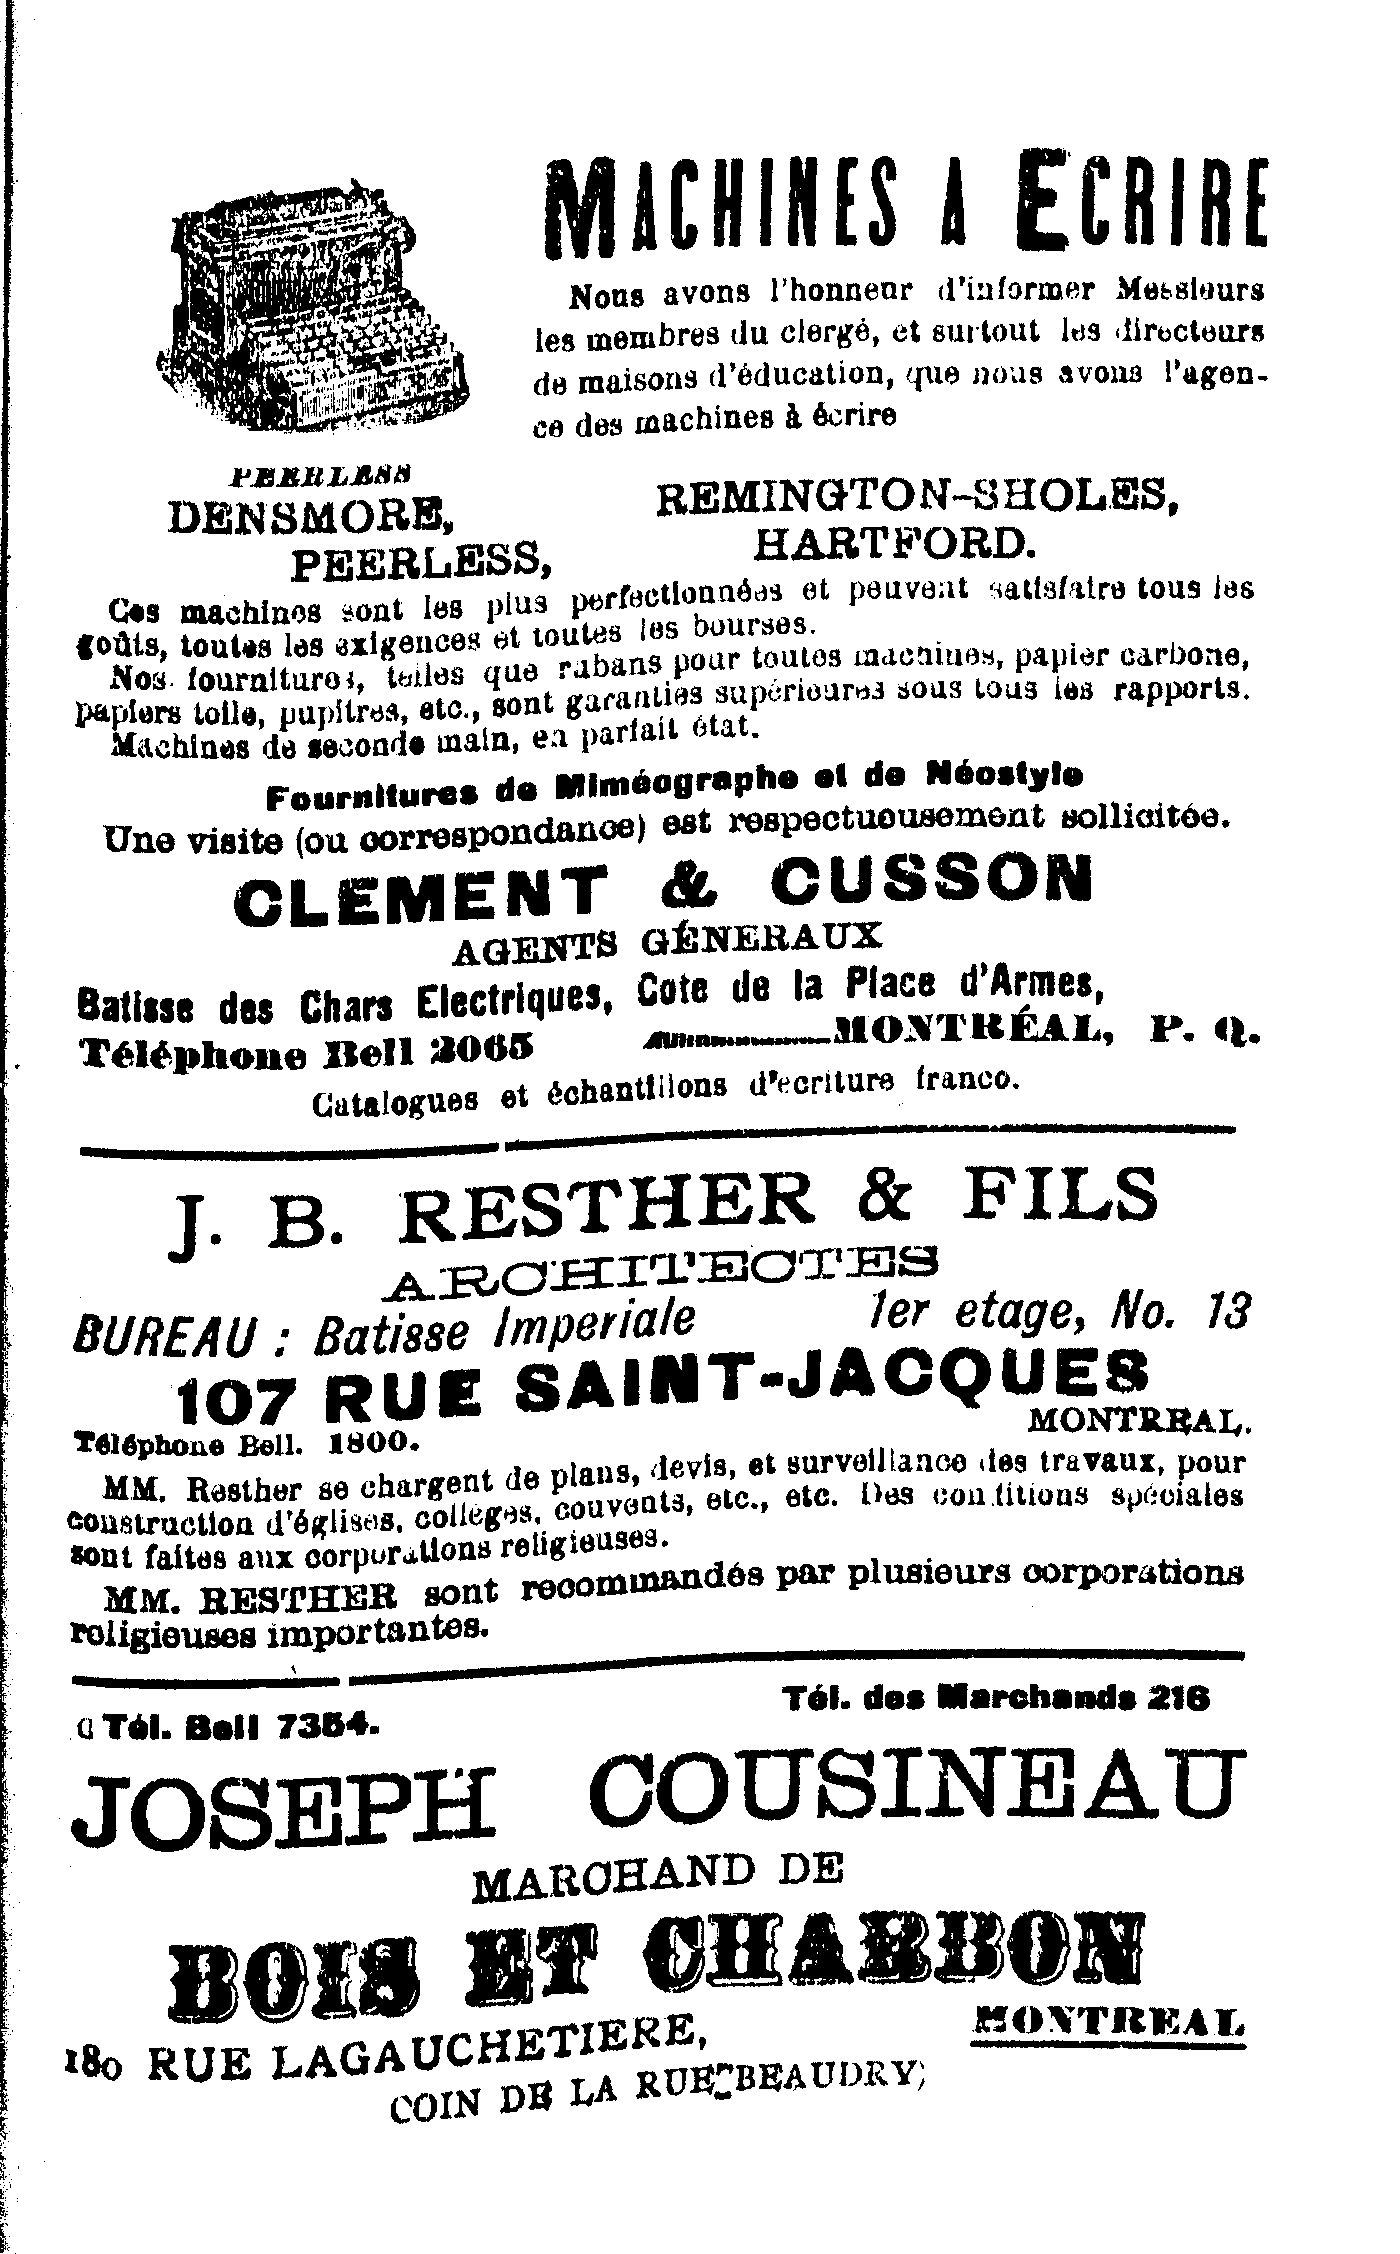 MACHINES A ECRIRE
Nous avons l'honneur d'informer Messieurs
les membres du clergé, et surtout les directeurs
de maisons d'éducation, que nous avons l'agen-
ce des machines à écrire
PEERLESS
DENSMORE,
PEERLESS,
REMINGTON-SHOLES,
HARTFORD.
Ces machines sont les plus perfectionnées et peuvent satisfaire tous les
goûts, toutes les exigences et toutes les bourses.
Nos fournitures, telles que rubans pour toutes machines, papier carbone,
papiers toile, pupitres, etc., sont garanties supérieures sous tous les rapports.
Machines de seconde main, en parfait état.
Fournitures de Miméographe et de Néostyle
Une visite (ou correspondance) est respectueusement sollicitée.
CLEMENT & CUSSON
AGENTS GÉNERAUX
Batisse des Chars Electriques, Cote de la Place d'Armes,
Téléphone Bell 2065 MONTRÉAL, P. Q.
Catalogues et échantillons d'ecriture franco.
J. B. RESTHER & FILS
ARCHITECTES
BUREAU : Batisse Imperiale 1er etage, No. 13
107 RUE SAINT-JACQUES
MONTREAL.
Téléphone Bell. 1800.
MM. Resther se chargent de plans, devis, et surveillance des travaux, pour
construction d'églises, collèges, couvents, etc., etc. Des conditions spéciales
sont faites aux corporations religieuses.
MM. RESTHER sont recommandés par plusieurs corporations
religieuses importantes.
Tél. Bell 7354. Tél. des Marchands 216
JOSEPH COUSINEAU
MARCHAND DE
BOIS ET CHARBON
180 RUE LAGAUCHETIERE, MONTREAL
COIN DE LA RUE BEAUDRY,